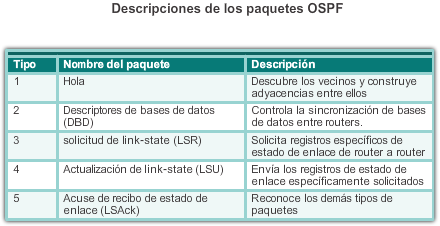 Descripciones de los paquetes OSPF
Tipo Nombre del paquete Descripción
1 Hola Descubre los vecinos y construye
adyacencias entre ellos
2 Descriptores de bases de datos Controla la sincronización de bases
(DBD) de datos entre routers.
3 solicitud de link-state (LSR) Solicita registros específicos de
estado de enlace de router a router
4 Actualización de link-state (LSU) Envía los registros de estado de
enlace específicamente solicitados
5 Acuse de recibo de estado de Reconoce los demás tipos de
enlace (LSAck) paquetes